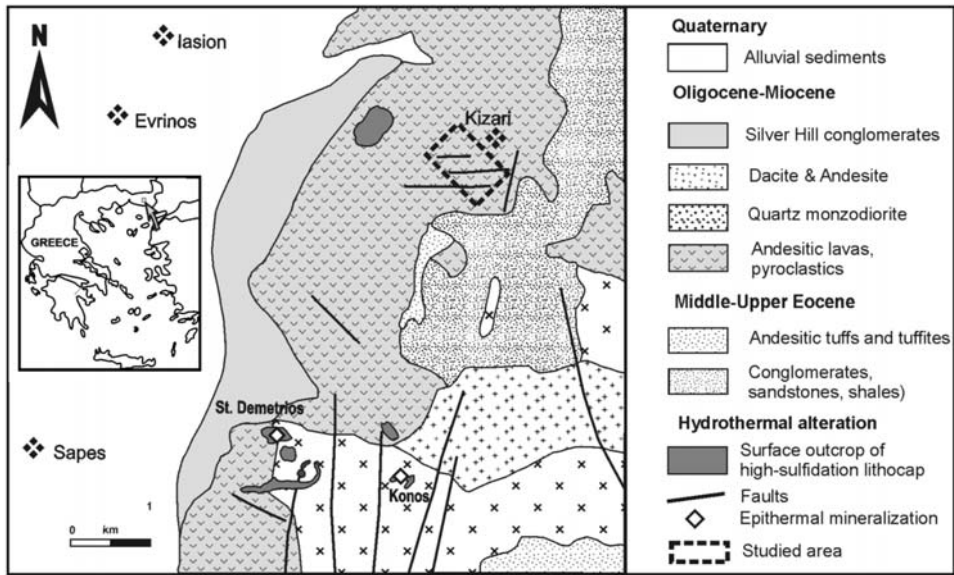 N
Iasion
Evrinos
Kizari
GREECE
St. Demetrios
Sapes
Konos
0 km 1
Quaternary
Alluvial sediments
Oligocene-Miocene
Silver Hill conglomerates
Dacite & Andesite
Quartz monzodiorite
Andesitic lavas,
pyroclastics
Middle-Upper Eocene
Andesitic tuffs and tuffites
Conglomerates,
sandstones, shales)
Hydrothermal alteration
Surface outcrop of
high-sulfidation lithocap
Faults
Epithermal mineralization
Studied area